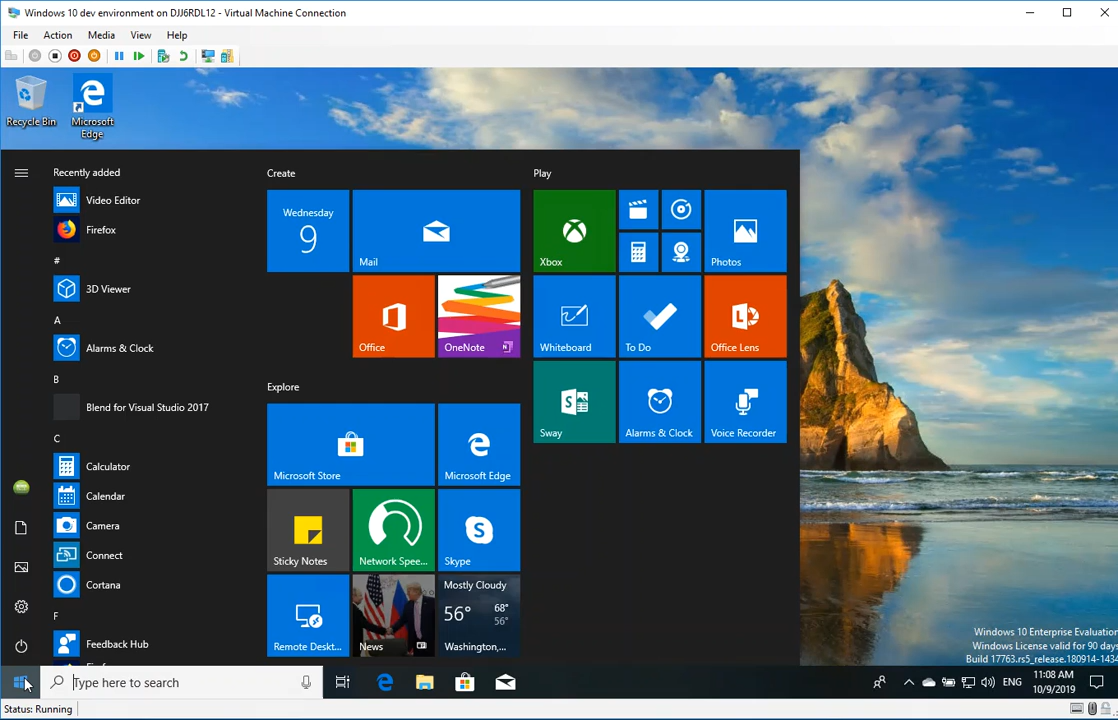 Windows 10 dev environment on DJJ6RDL12 - Virtual Machine Connection
File Action Media View Help
Recycle Bin
Microsoft
Edge
Recently added
Video Editor
Firefox
#
3D Viewer
A
Alarms & Clock
B
Blend for Visual Studio 2017
C
Calculator
Calendar
Camera
Connect
Cortana
F
Feedback Hub
Create
Wednesday
9
Mail
Office
OneNote
Explore
Microsoft Store
Microsoft Edge
Sticky Notes
Network Spee...
Skype
Remote Deskt...
News
Mostly Cloudy
56° 68°
56°
Washington,...
Play
Xbox
Photos
Whiteboard
To Do
Office Lens
Sway
Alarms & Clock
Voice Recorder
Windows 10 Enterprise Evaluation
Windows License valid for 90 days
Build 17763.rs5_release.180914-1434
Type here to search
ENG
11:08 AM
10/9/2019
Status: Running